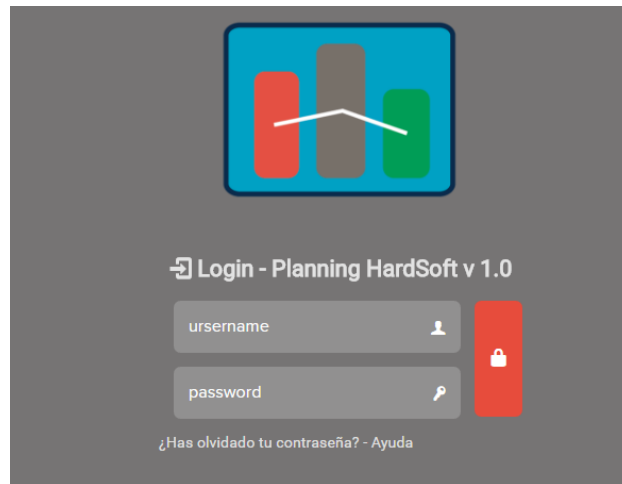 Login - Planning HardSoft v 1.0
ursername
password
¿Has olvidado tu contraseña? - Ayuda